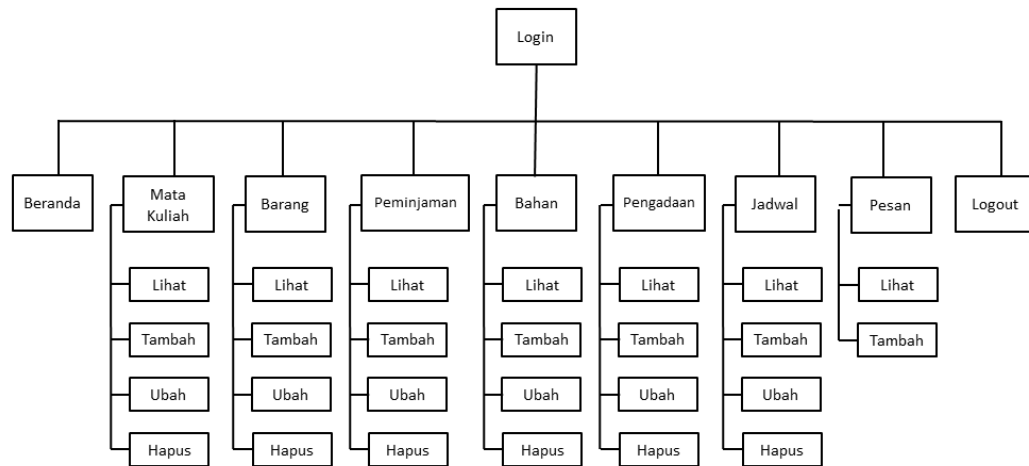 Login
Beranda
Mata
Kuliah
Barang
Peminjaman
Bahan
Pengadaan
Jadwal
Pesan
Logout
Lihat
Lihat
Lihat
Lihat
Lihat
Lihat
Lihat
Tambah
Tambah
Tambah
Tambah
Tambah
Tambah
Tambah
Ubah
Ubah
Ubah
Ubah
Ubah
Ubah
Hapus
Hapus
Hapus
Hapus
Hapus
Hapus